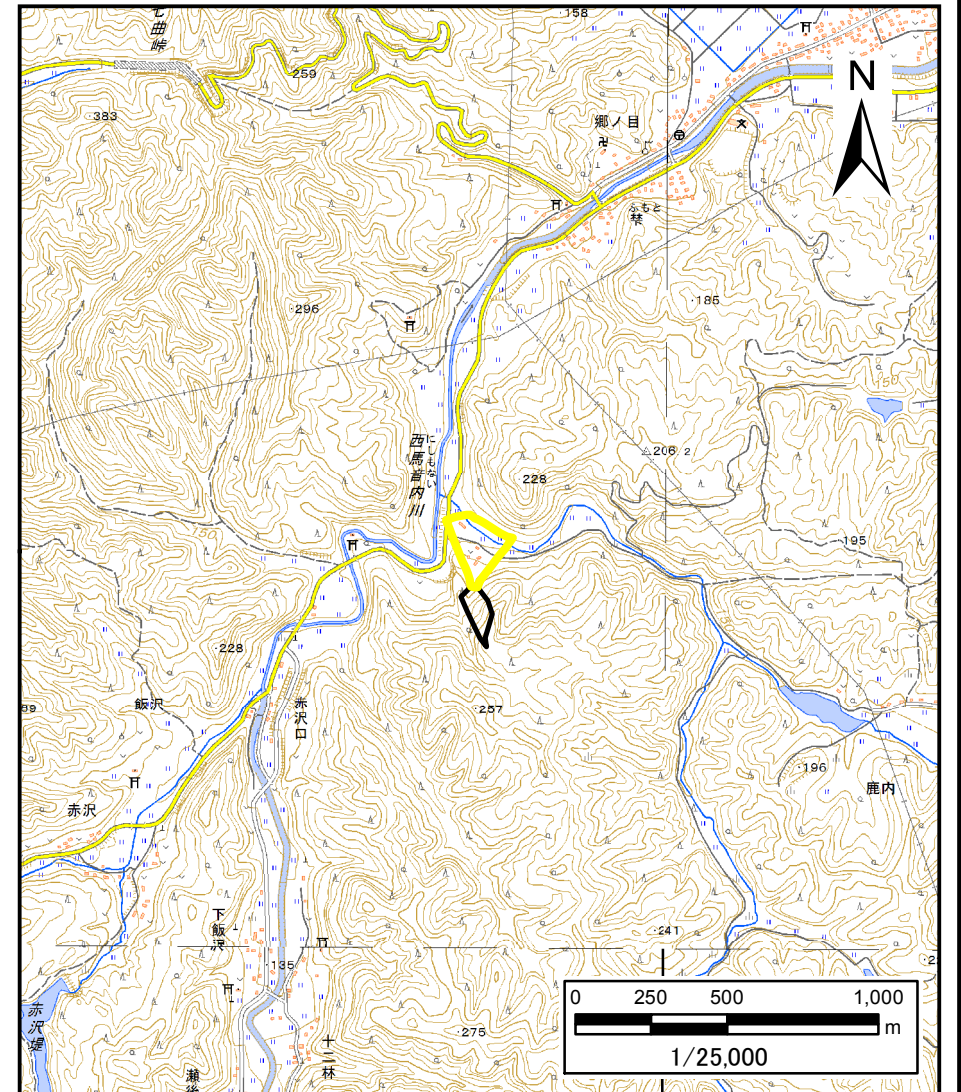 七曲峠
158
259
383
郷ノ目
N
ふもと
麓
296
185
150
西馬音内川
にしもない
206.2
228
195
228
赤沢口
飯沢
257
196
鹿内
赤沢
下飯沢
241
135
赤沢堤
十二林
275
0 250 500 1,000
m
1/25,000